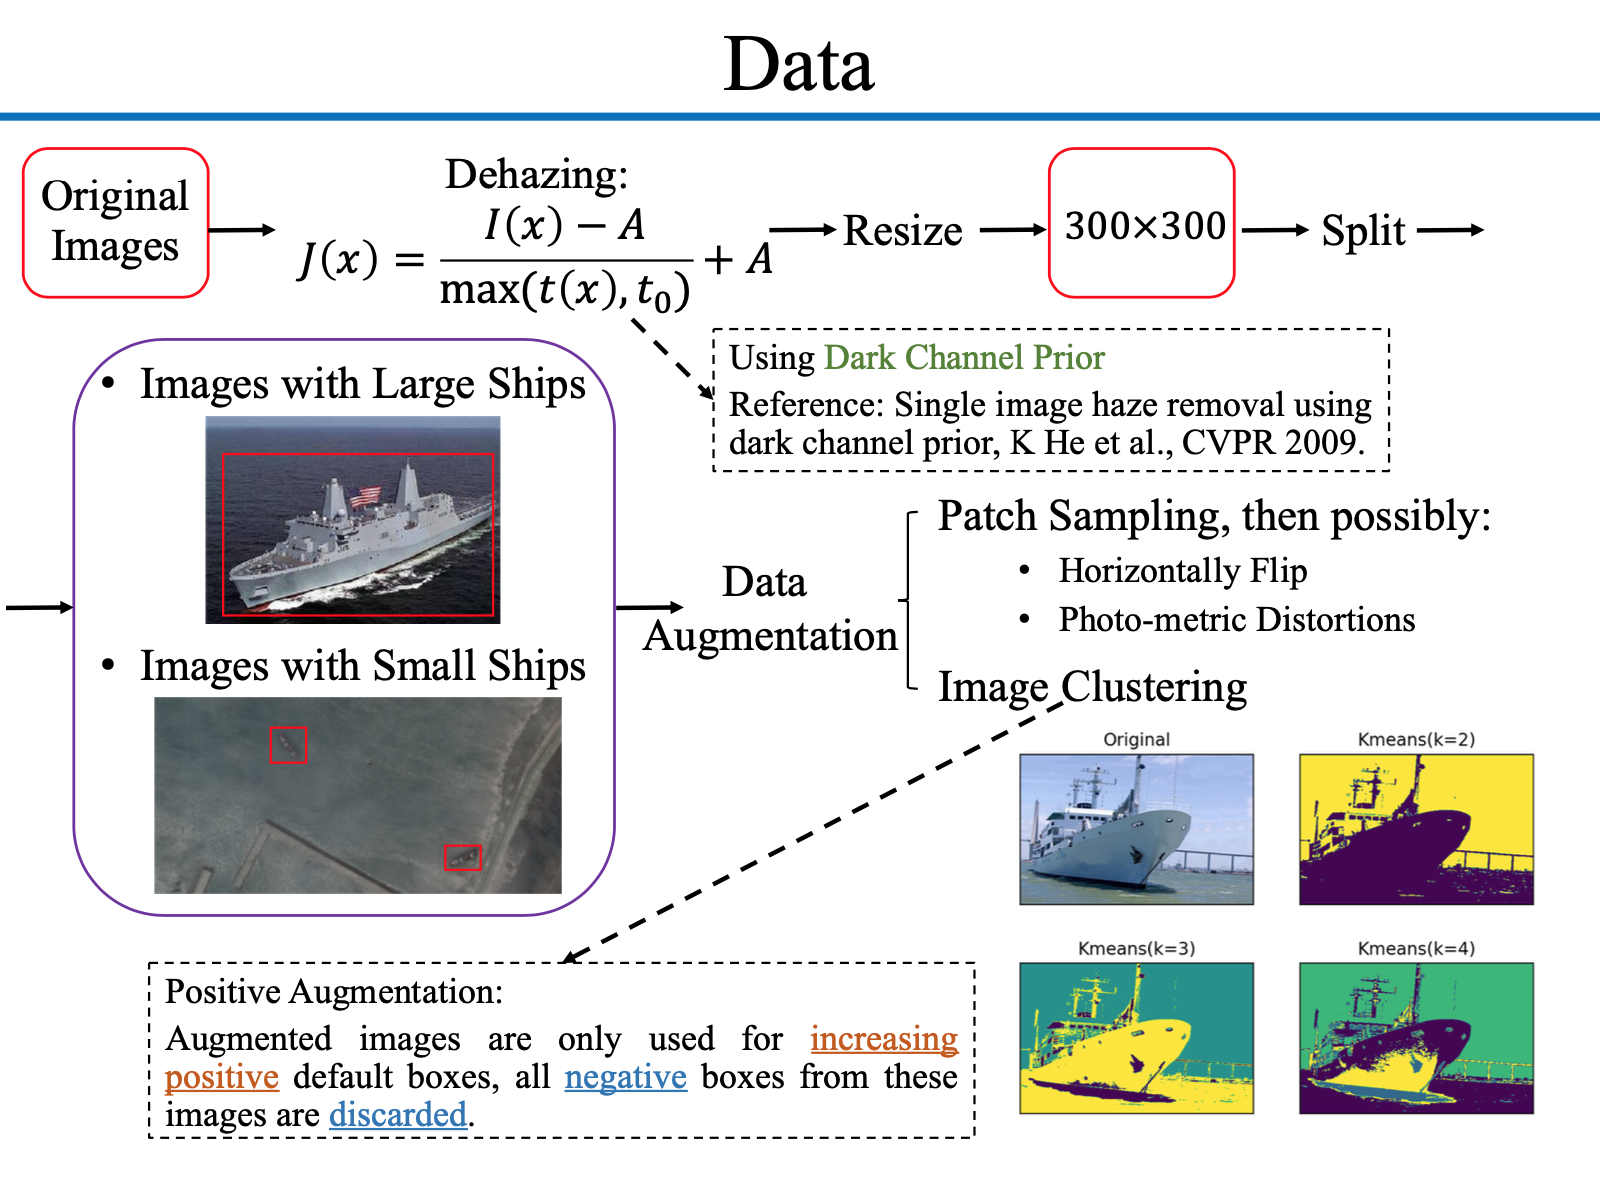 Data
Original
Images
Dehazing:
J(x) = \frac{I(x) − A}{max(t(x), t₀)} + A
Resize
300×300
Split
Using Dark Channel Prior
Reference: Single image haze removal using
dark channel prior, K He et al., CVPR 2009.
• Images with Large Ships
• Images with Small Ships
Data
Augmentation
Patch Sampling, then possibly:
• Horizontally Flip
• Photo-metric Distortions
Image Clustering
Original
Kmeans(k=2)
Kmeans(k=3)
Kmeans(k=4)
Positive Augmentation:
Augmented images are only used for increasing
positive default boxes, all negative boxes from these
images are discarded.